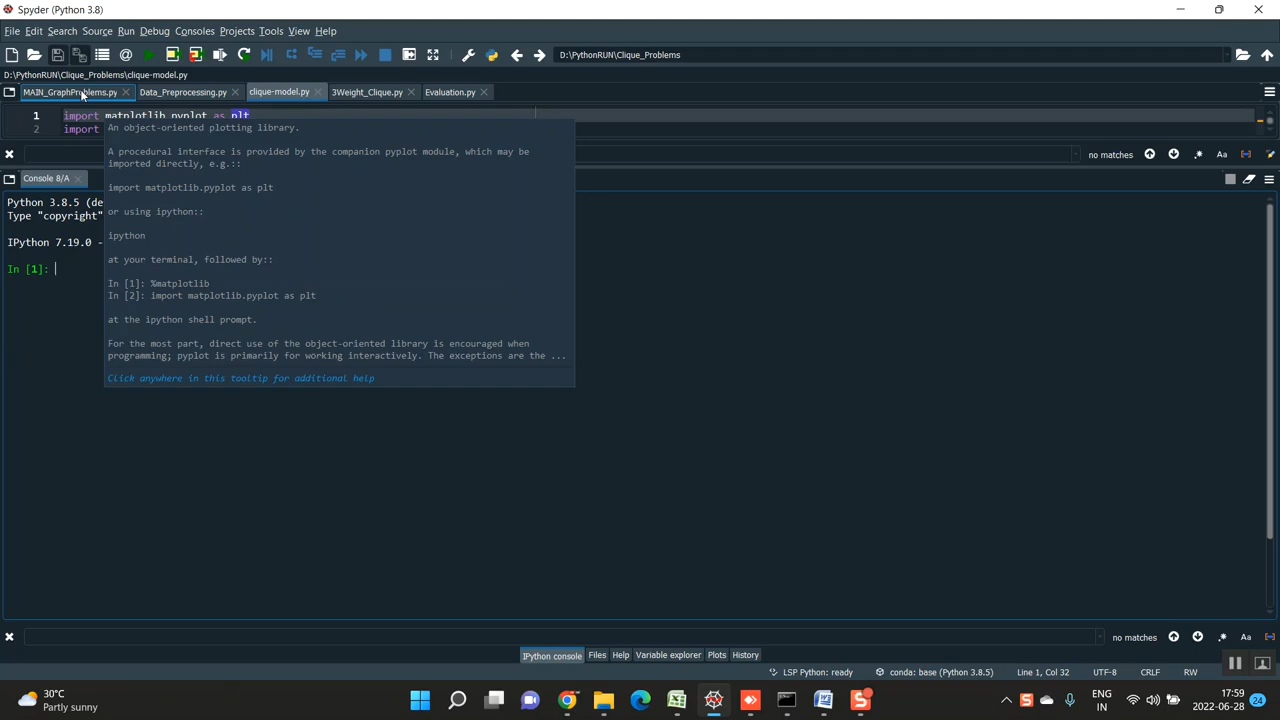 Spyder (Python 3.8)
File Edit Search Source Run Debug Consoles Projects Tools View Help
D:\PythonRUN\Clique_Problems
D:\PythonRUN\Clique_Problems\clique-model.py
MAIN_GraphProblems.py Data_Preprocessing.py clique-model.py 3Weight_Clique.py Evaluation.py
1 import matplotlib.pyplot as plt
2 import
An object-oriented plotting library.
A procedural interface is provided by the companion pyplot module, which may be
imported directly, e.g.::
import matplotlib.pyplot as plt
or using ipython::
ipython
at your terminal, followed by::
In [1]: %matplotlib
In [2]: import matplotlib.pyplot as plt
at the ipython shell prompt.
For the most part, direct use of the object-oriented library is encouraged when
programming; pyplot is primarily for working interactively. The exceptions are the ...
Click anywhere in this tooltip for additional help
no matches Aa
Console 8/A
Python 3.8.5 (de
Type "copyright"
IPython 7.19.0 -
In [1]:
no matches Aa
IPython console Files Help Variable explorer Plots History
LSP Python: ready conda: base (Python 3.8.5) Line 1, Col 32 UTF-8 CRLF RW
30°C
Partly sunny
ENG
IN
17:59
2022-06-28
24